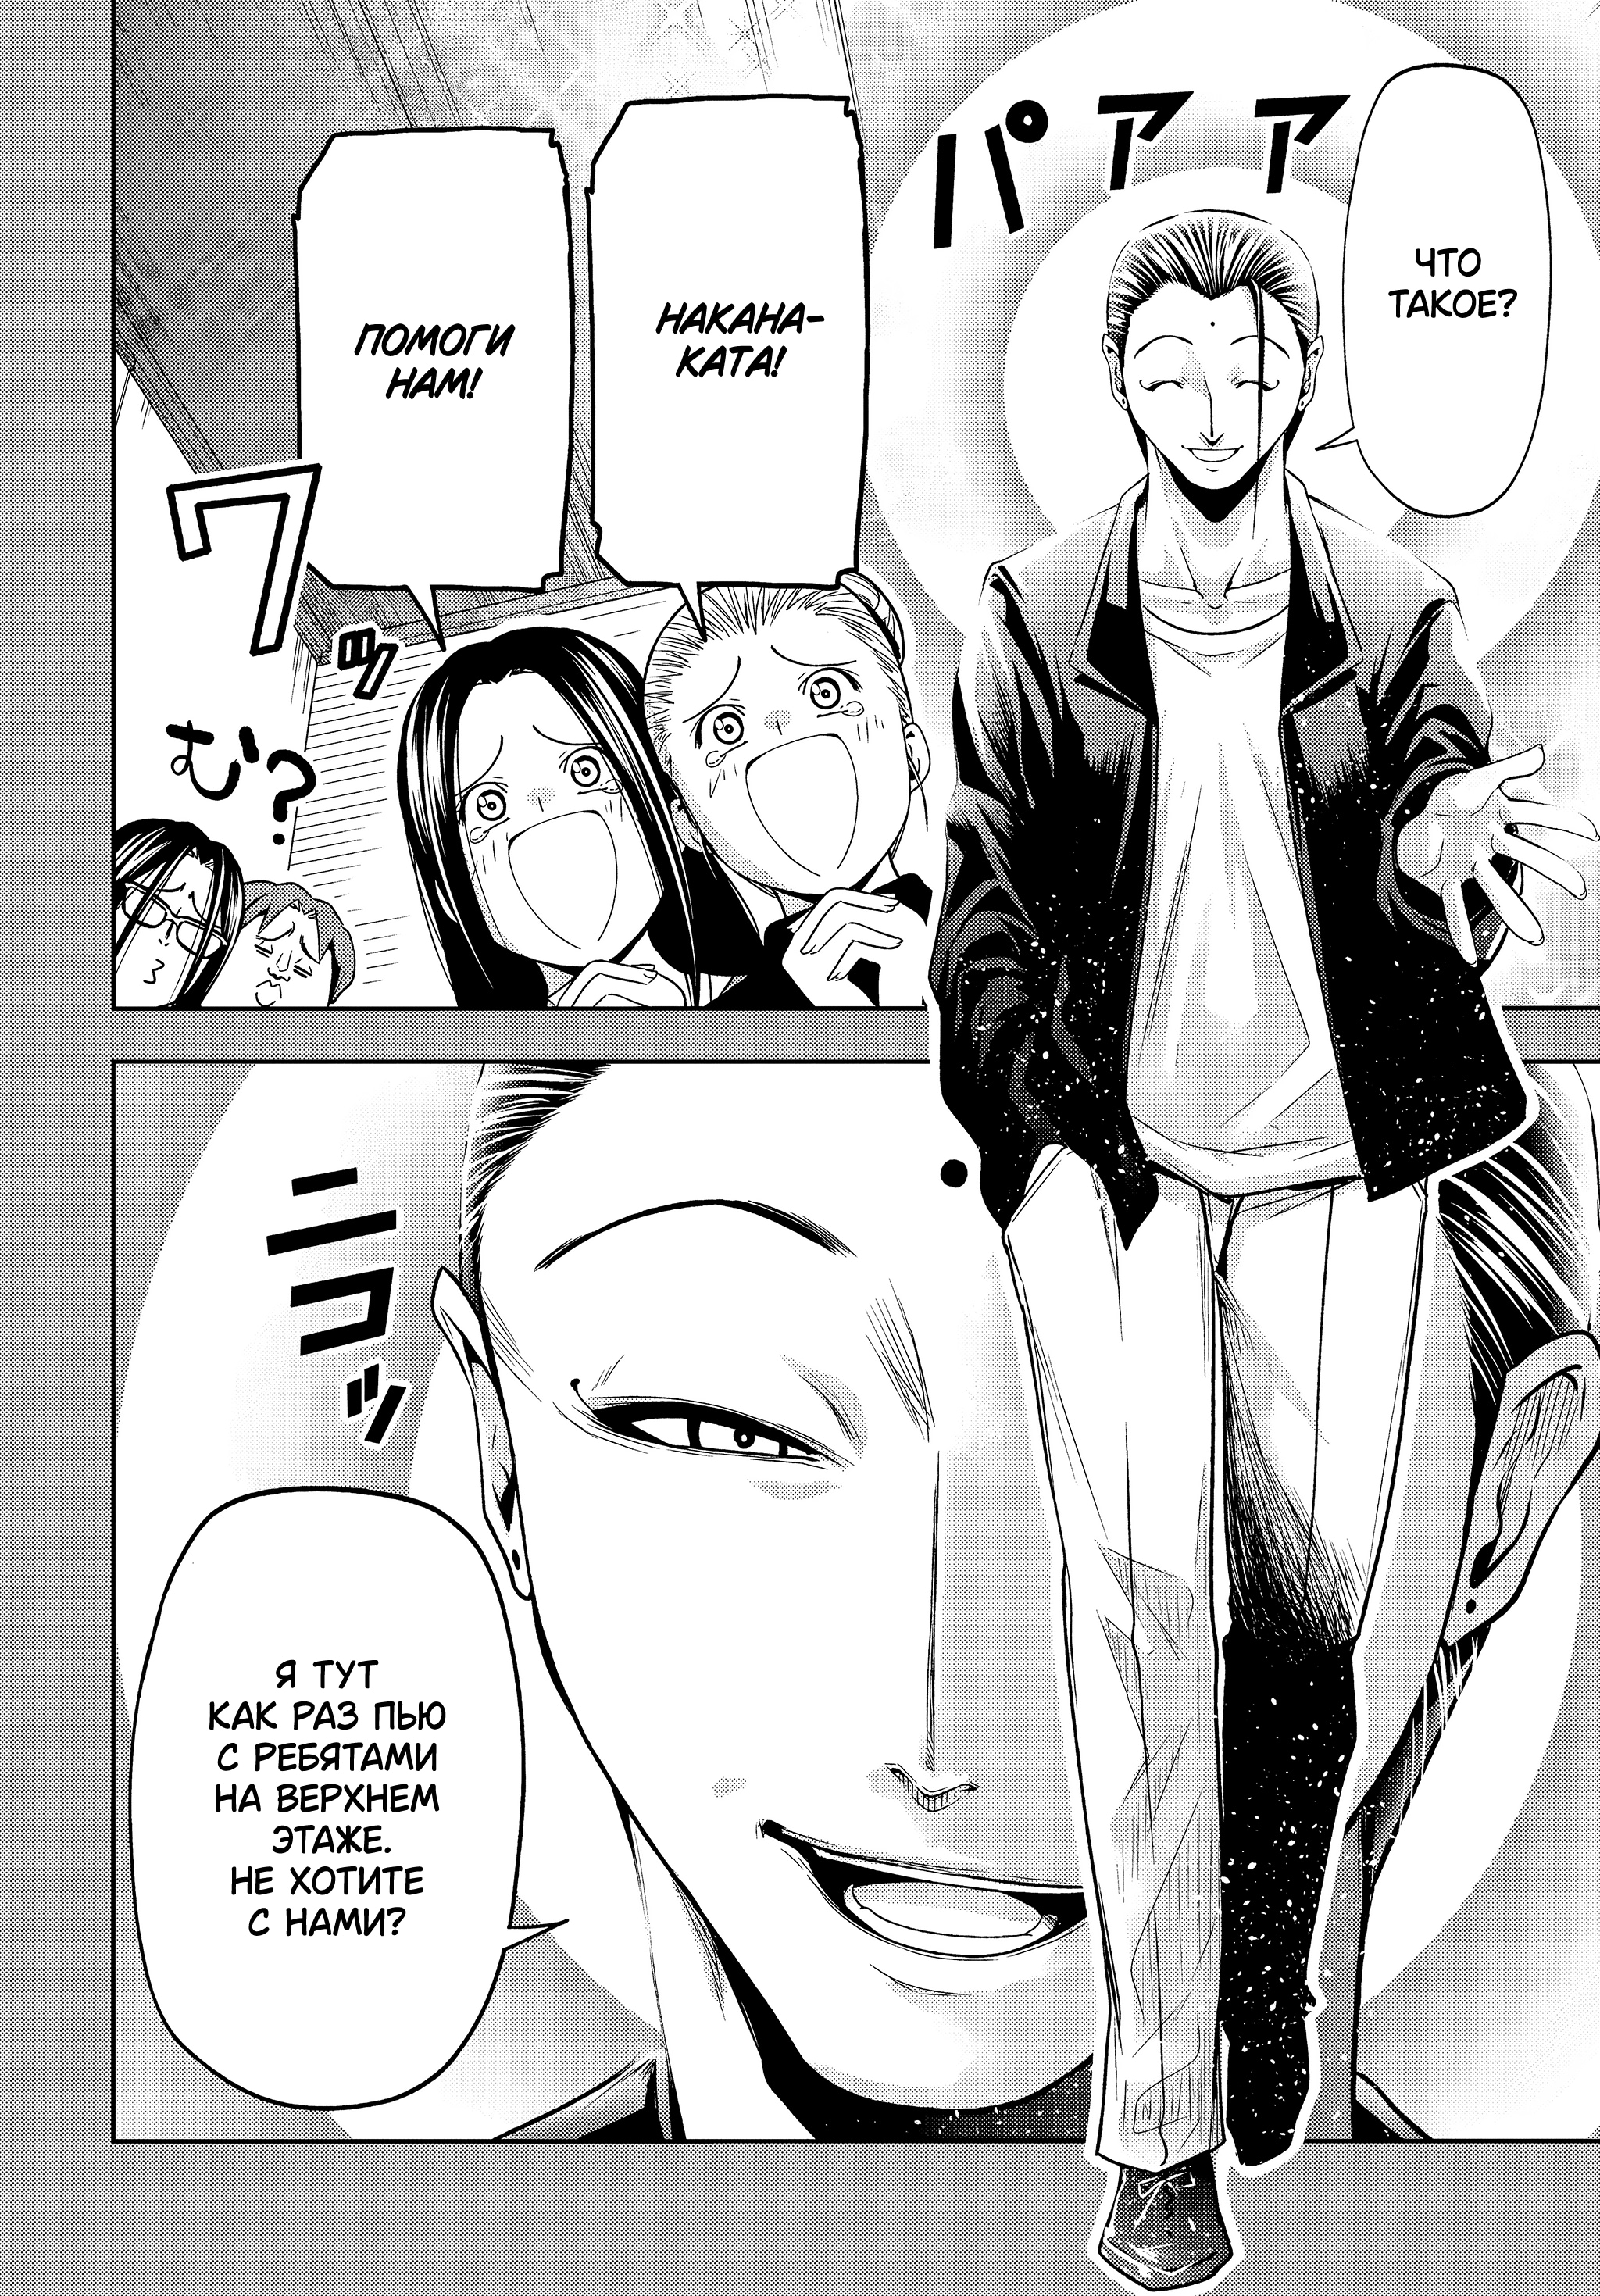 ЧТО
ТАКОЕ?
パアア
НАКАНА-
КАТА!
ПОМОГИ
НАМ!
ワッ
む?
ニコッ
Я ТУТ
КАК РАЗ ПЬЮ
С РЕБЯТАМИ
НА ВЕРХНЕМ
ЭТАЖЕ.
НЕ ХОТИТЕ
С НАМИ?